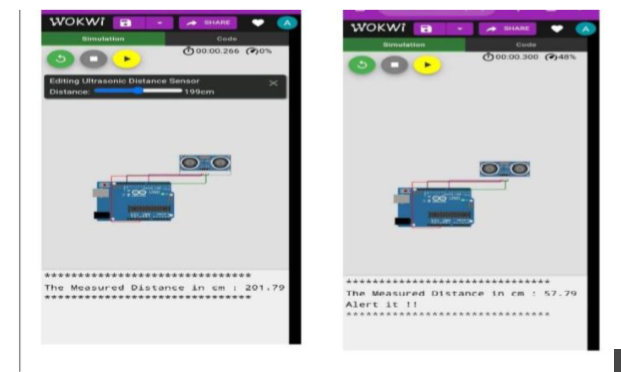 WOKWI
SHARE
A
Simulation Code
00:00.266 0%
Editing Ultrasonic Distance Sensor
Distance: 199cm
********************************
The Measured Distance in cm : 201.79
********************************
WOKWI
SHARE
A
Simulation Code
00:00.300 48%
********************************
The Measured Distance in cm : 57.79
Alert it !!
********************************